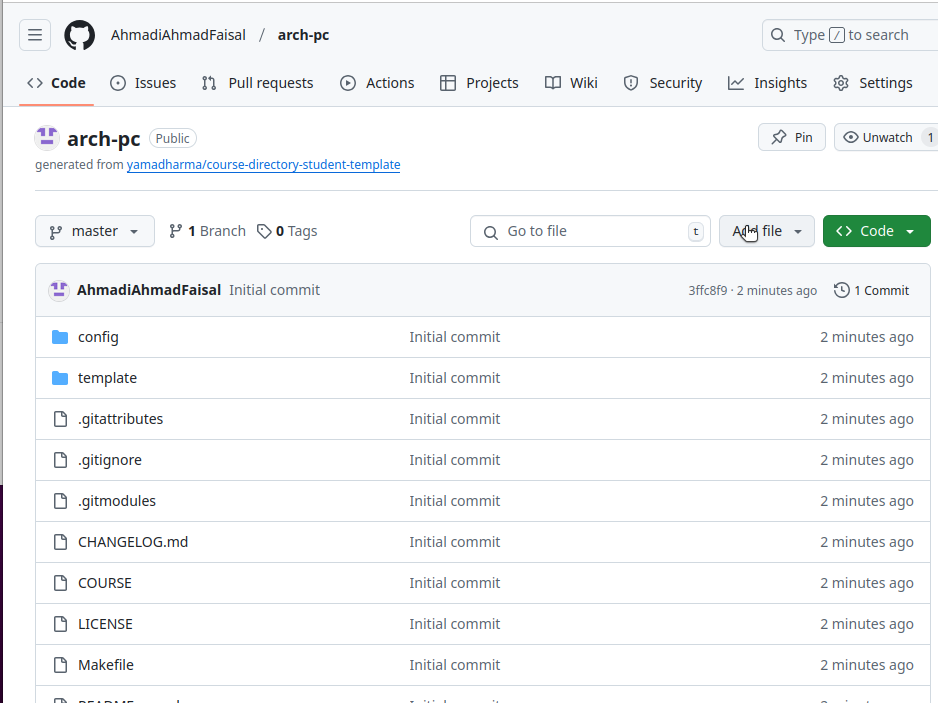 AhmadiAhmadFaisal / arch-pc
Type / to search
Code Issues Pull requests Actions Projects Wiki Security Insights Settings
arch-pc Public Pin Unwatch 1
generated from yamadharma/course-directory-student-template
master 1 Branch 0 Tags Go to file t Add file Code
AhmadiAhmadFaisal Initial commit 3ffc8f9 · 2 minutes ago 1 Commit
config Initial commit 2 minutes ago
template Initial commit 2 minutes ago
.gitattributes Initial commit 2 minutes ago
.gitignore Initial commit 2 minutes ago
.gitmodules Initial commit 2 minutes ago
CHANGELOG.md Initial commit 2 minutes ago
COURSE Initial commit 2 minutes ago
LICENSE Initial commit 2 minutes ago
Makefile Initial commit 2 minutes ago